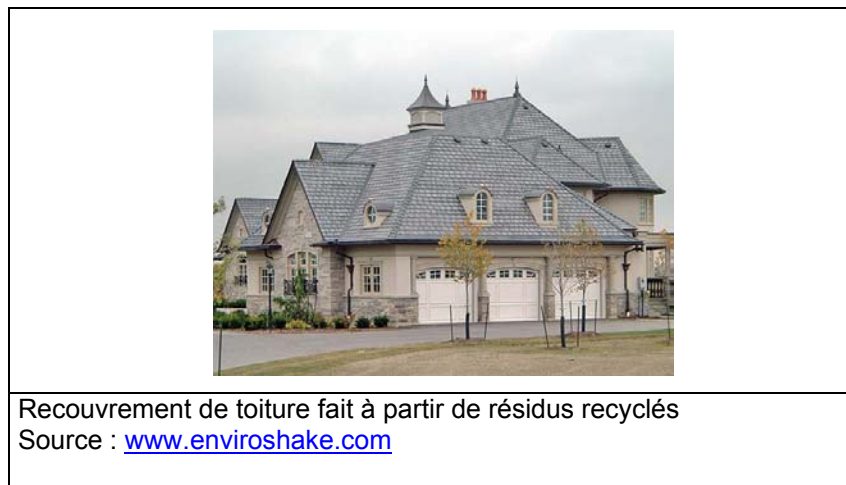 Recouvrement de toiture fait à partir de résidus recyclés
Source : www.enviroshake.com